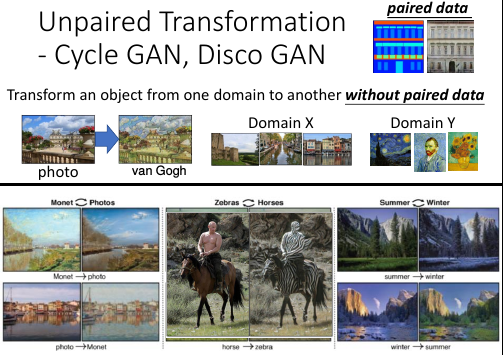 Unpaired Transformation
- Cycle GAN, Disco GAN
paired data
Transform an object from one domain to another without paired data
photo
van Gogh
Domain X
Domain Y
Monet ⟳ Photos
Monet → photo
photo → Monet
Zebras ⟳ Horses
horse → zebra
Summer ⟳ Winter
summer → winter
winter → summer